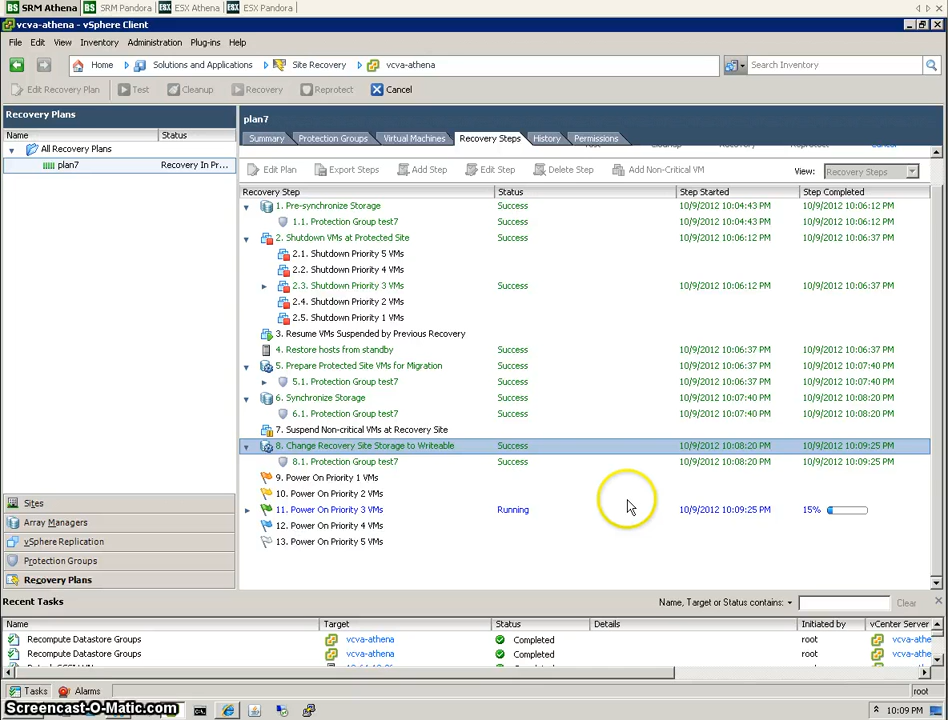 SRM Athena SRM Pandora ESX Athena ESX Pandora
vcva-athena - vSphere Client
File Edit View Inventory Administration Plug-ins Help
Home Solutions and Applications Site Recovery vcva-athena Search Inventory
Edit Recovery Plan Test Cleanup Recovery Reprotect Cancel
Recovery Plans
Name Status
All Recovery Plans
plan7 Recovery In Pr...
plan7
Summary Protection Groups Virtual Machines Recovery Steps History Permissions
Edit Plan Export Steps Add Step Edit Step Delete Step Add Non-Critical VM View: Recovery Steps
Recovery Step Status Step Started Step Completed
1. Pre-synchronize Storage Success 10/9/2012 10:04:43 PM 10/9/2012 10:06:12 PM
1.1. Protection Group test7 Success 10/9/2012 10:04:43 PM 10/9/2012 10:06:12 PM
2. Shutdown VMs at Protected Site Success 10/9/2012 10:06:12 PM 10/9/2012 10:06:37 PM
2.1. Shutdown Priority 5 VMs
2.2. Shutdown Priority 4 VMs
2.3. Shutdown Priority 3 VMs Success 10/9/2012 10:06:12 PM 10/9/2012 10:06:37 PM
2.4. Shutdown Priority 2 VMs
2.5. Shutdown Priority 1 VMs
3. Resume VMs Suspended by Previous Recovery
4. Restore hosts from standby Success 10/9/2012 10:06:37 PM 10/9/2012 10:06:37 PM
5. Prepare Protected Site VMs for Migration Success 10/9/2012 10:06:37 PM 10/9/2012 10:07:40 PM
5.1. Protection Group test7 Success 10/9/2012 10:06:37 PM 10/9/2012 10:07:40 PM
6. Synchronize Storage Success 10/9/2012 10:07:40 PM 10/9/2012 10:08:20 PM
6.1. Protection Group test7 Success 10/9/2012 10:07:40 PM 10/9/2012 10:08:20 PM
7. Suspend Non-critical VMs at Recovery Site
8. Change Recovery Site Storage to Writeable Success 10/9/2012 10:08:20 PM 10/9/2012 10:09:25 PM
8.1. Protection Group test7 Success 10/9/2012 10:08:20 PM 10/9/2012 10:09:25 PM
9. Power On Priority 1 VMs
10. Power On Priority 2 VMs
11. Power On Priority 3 VMs Running 10/9/2012 10:09:25 PM 15%
12. Power On Priority 4 VMs
13. Power On Priority 5 VMs
Sites
Array Managers
vSphere Replication
Protection Groups
Recovery Plans
Recent Tasks Name, Target or Status contains: Clear
Name Target Status Details Initiated by vCenter Server
Recompute Datastore Groups vcva-athena Completed root vcva-athe
Recompute Datastore Groups vcva-athena Completed root vcva-athe
Tasks Alarms root
Screencast-O-Matic.com 10:09 PM